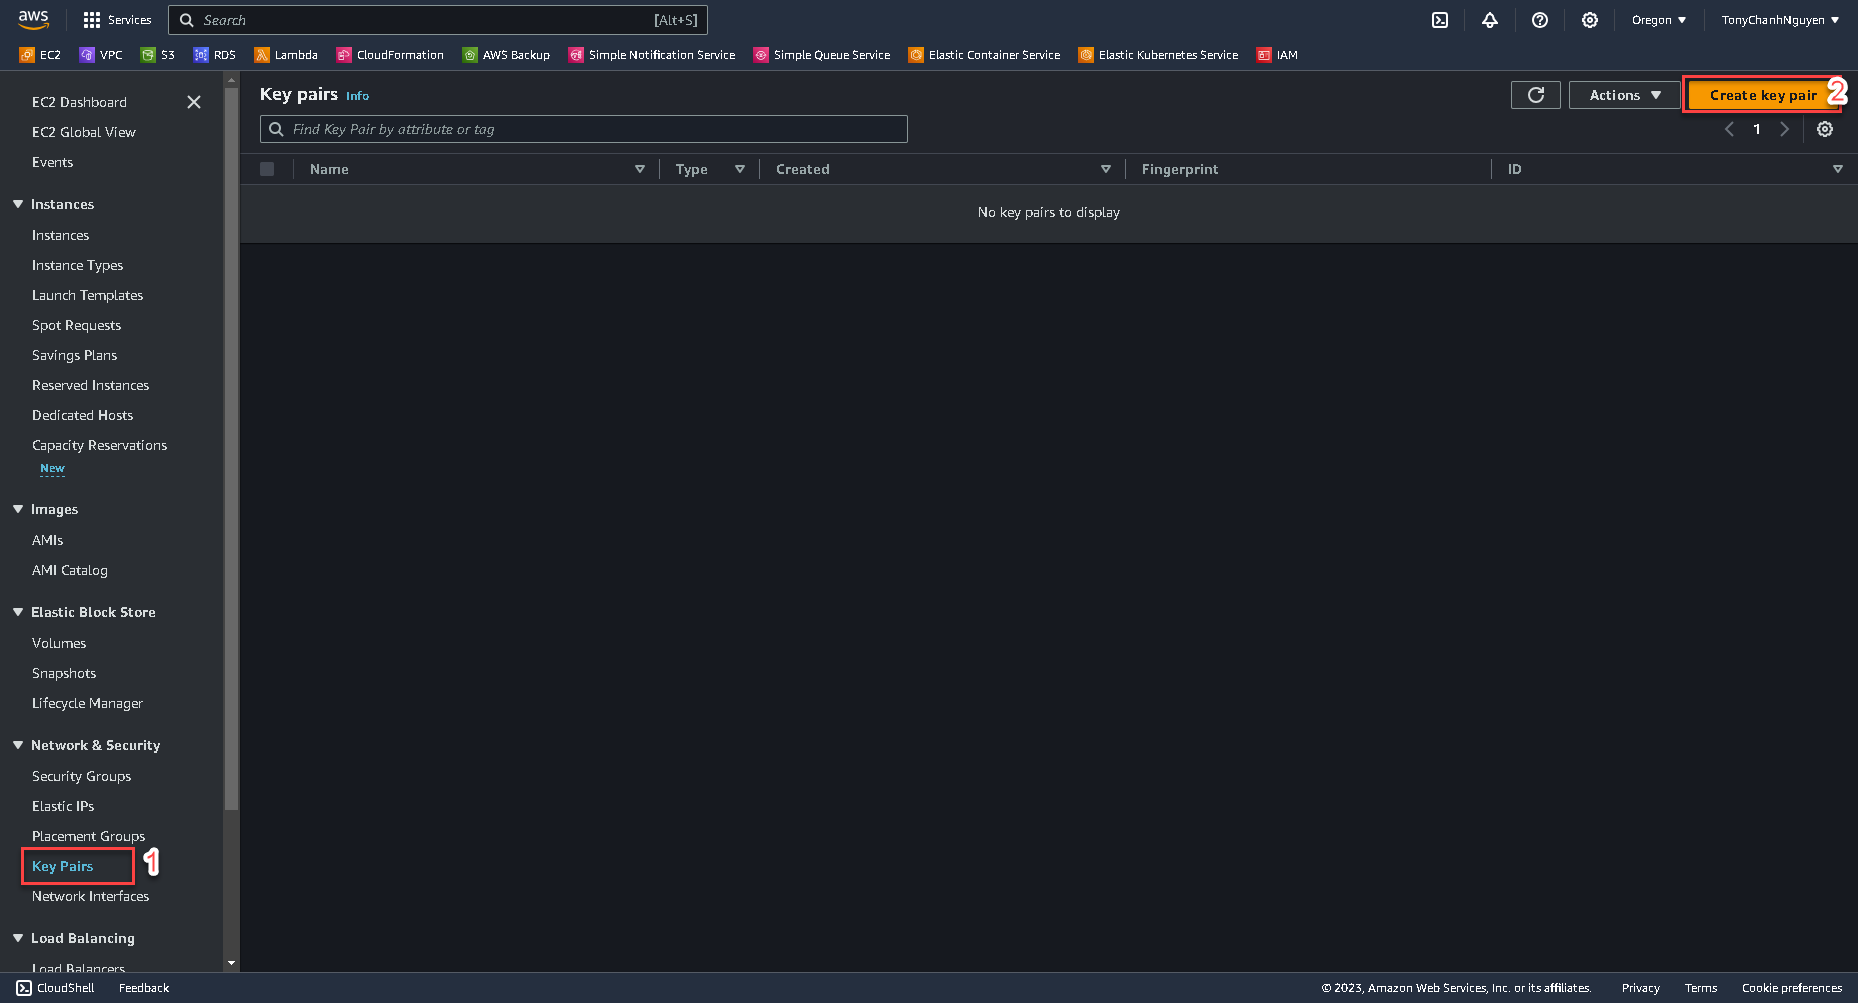 aws
Services
Search [Alt+S]
Oregon
TonyChanhNguyen
EC2 VPC S3 RDS Lambda CloudFormation AWS Backup Simple Notification Service Simple Queue Service Elastic Container Service Elastic Kubernetes Service IAM
EC2 Dashboard
EC2 Global View
Events
Instances
Instances
Instance Types
Launch Templates
Spot Requests
Savings Plans
Reserved Instances
Dedicated Hosts
Capacity Reservations
New
Images
AMIs
AMI Catalog
Elastic Block Store
Volumes
Snapshots
Lifecycle Manager
Network & Security
Security Groups
Elastic IPs
Placement Groups
Key Pairs 1
Network Interfaces
Load Balancing
Load Balancers
Key pairs Info
Actions
Create key pair 2
Find Key Pair by attribute or tag
1
Name Type Created Fingerprint ID
No key pairs to display
CloudShell Feedback
© 2023, Amazon Web Services, Inc. or its affiliates. Privacy Terms Cookie preferences